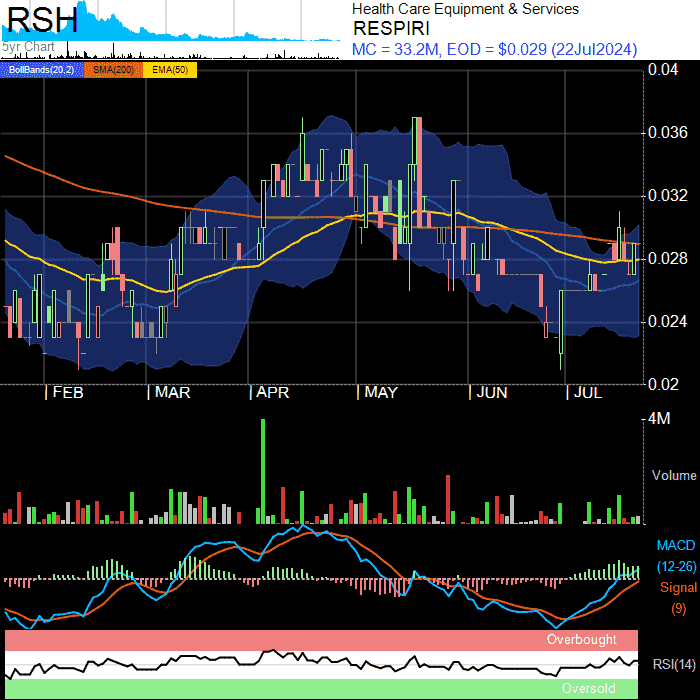 RSH
5yr Chart
Health Care Equipment & Services
RESPIRI
MC = 33.2M, EOD = $0.029 (22Jul2024)
BollBands(20,2) SMA(200) EMA(50)
0.04
0.036
0.032
0.028
0.024
0.02
FEB MAR APR MAY JUN JUL
4M
Volume
MACD
(12-26)
Signal
(9)
Overbought
RSI(14)
Oversold